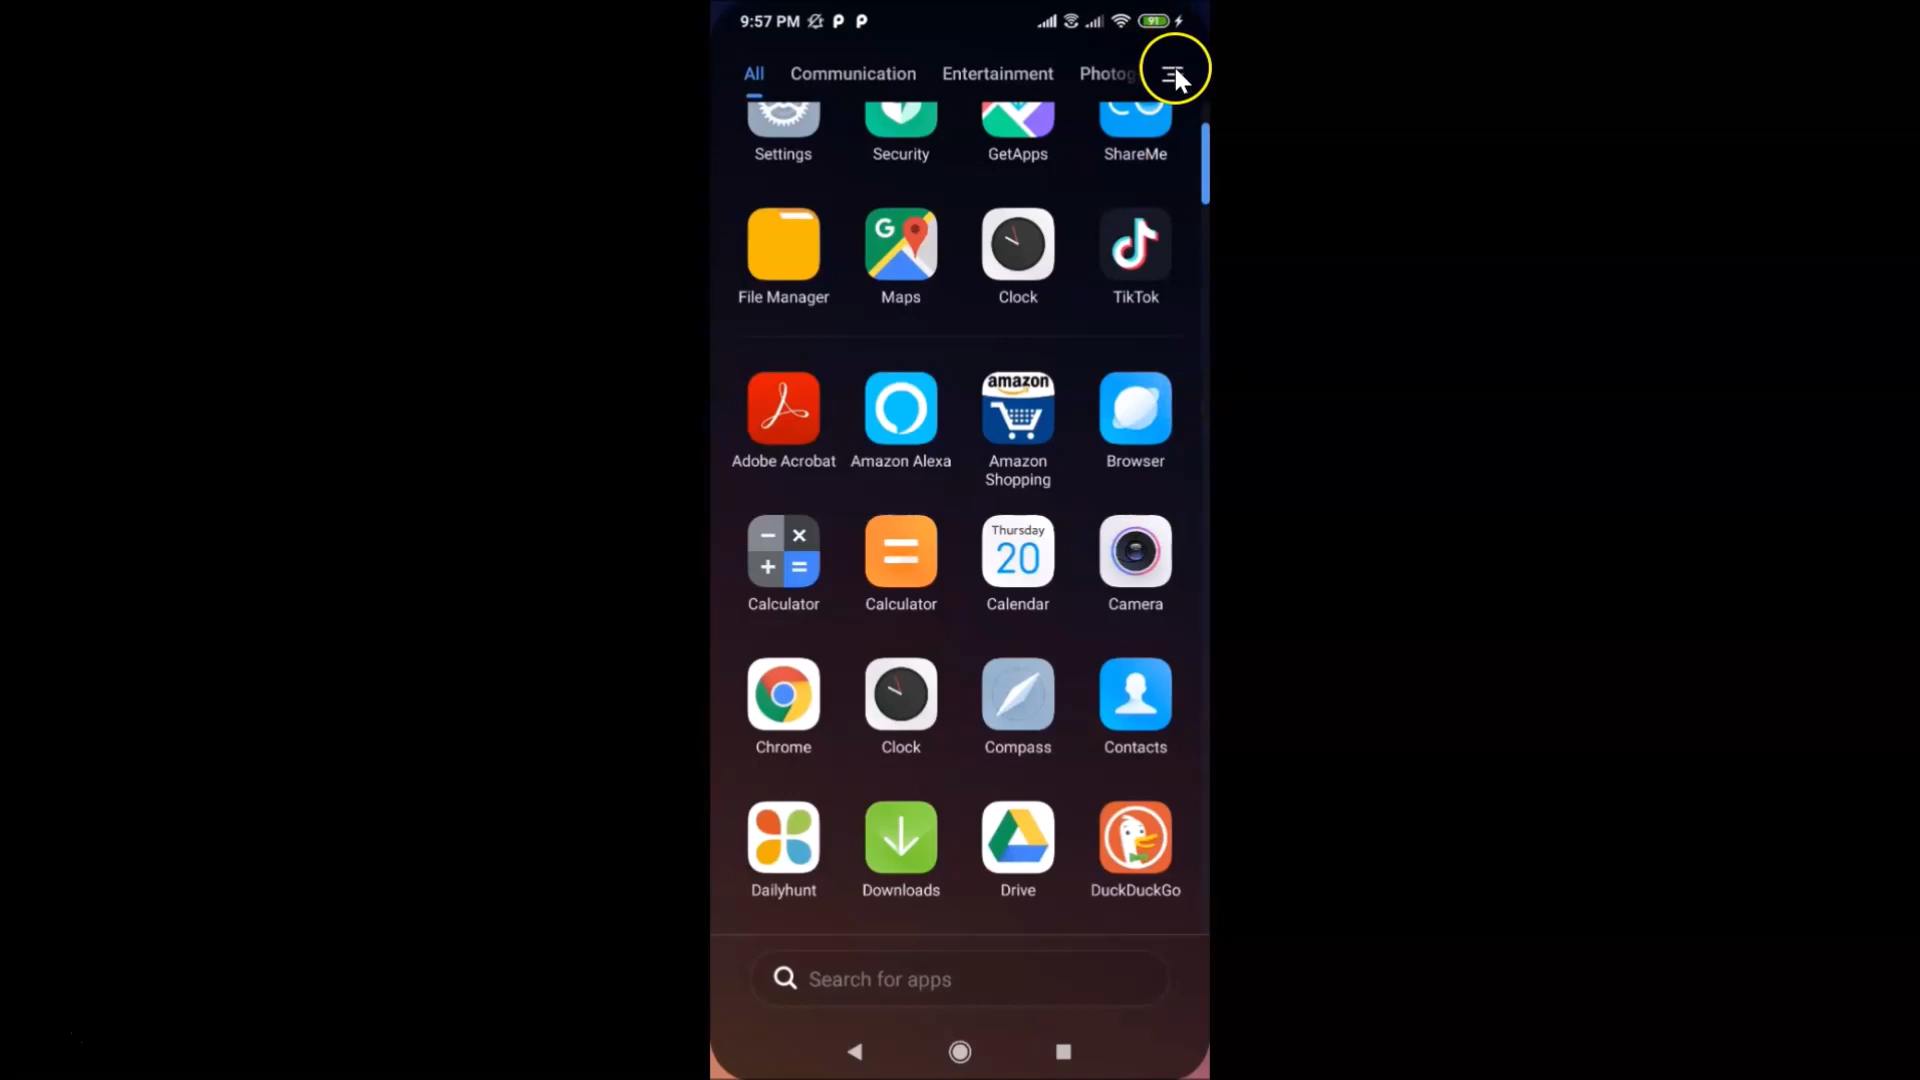 9:57 PM
91
All Communication Entertainment Photog
Settings Security GetApps ShareMe
G
File Manager Maps Clock TikTok
amazon
Adobe Acrobat Amazon Alexa Amazon Shopping Browser
Thursday
20
Calculator Calculator Calendar Camera
Chrome Clock Compass Contacts
Dailyhunt Downloads Drive DuckDuckGo
Search for apps